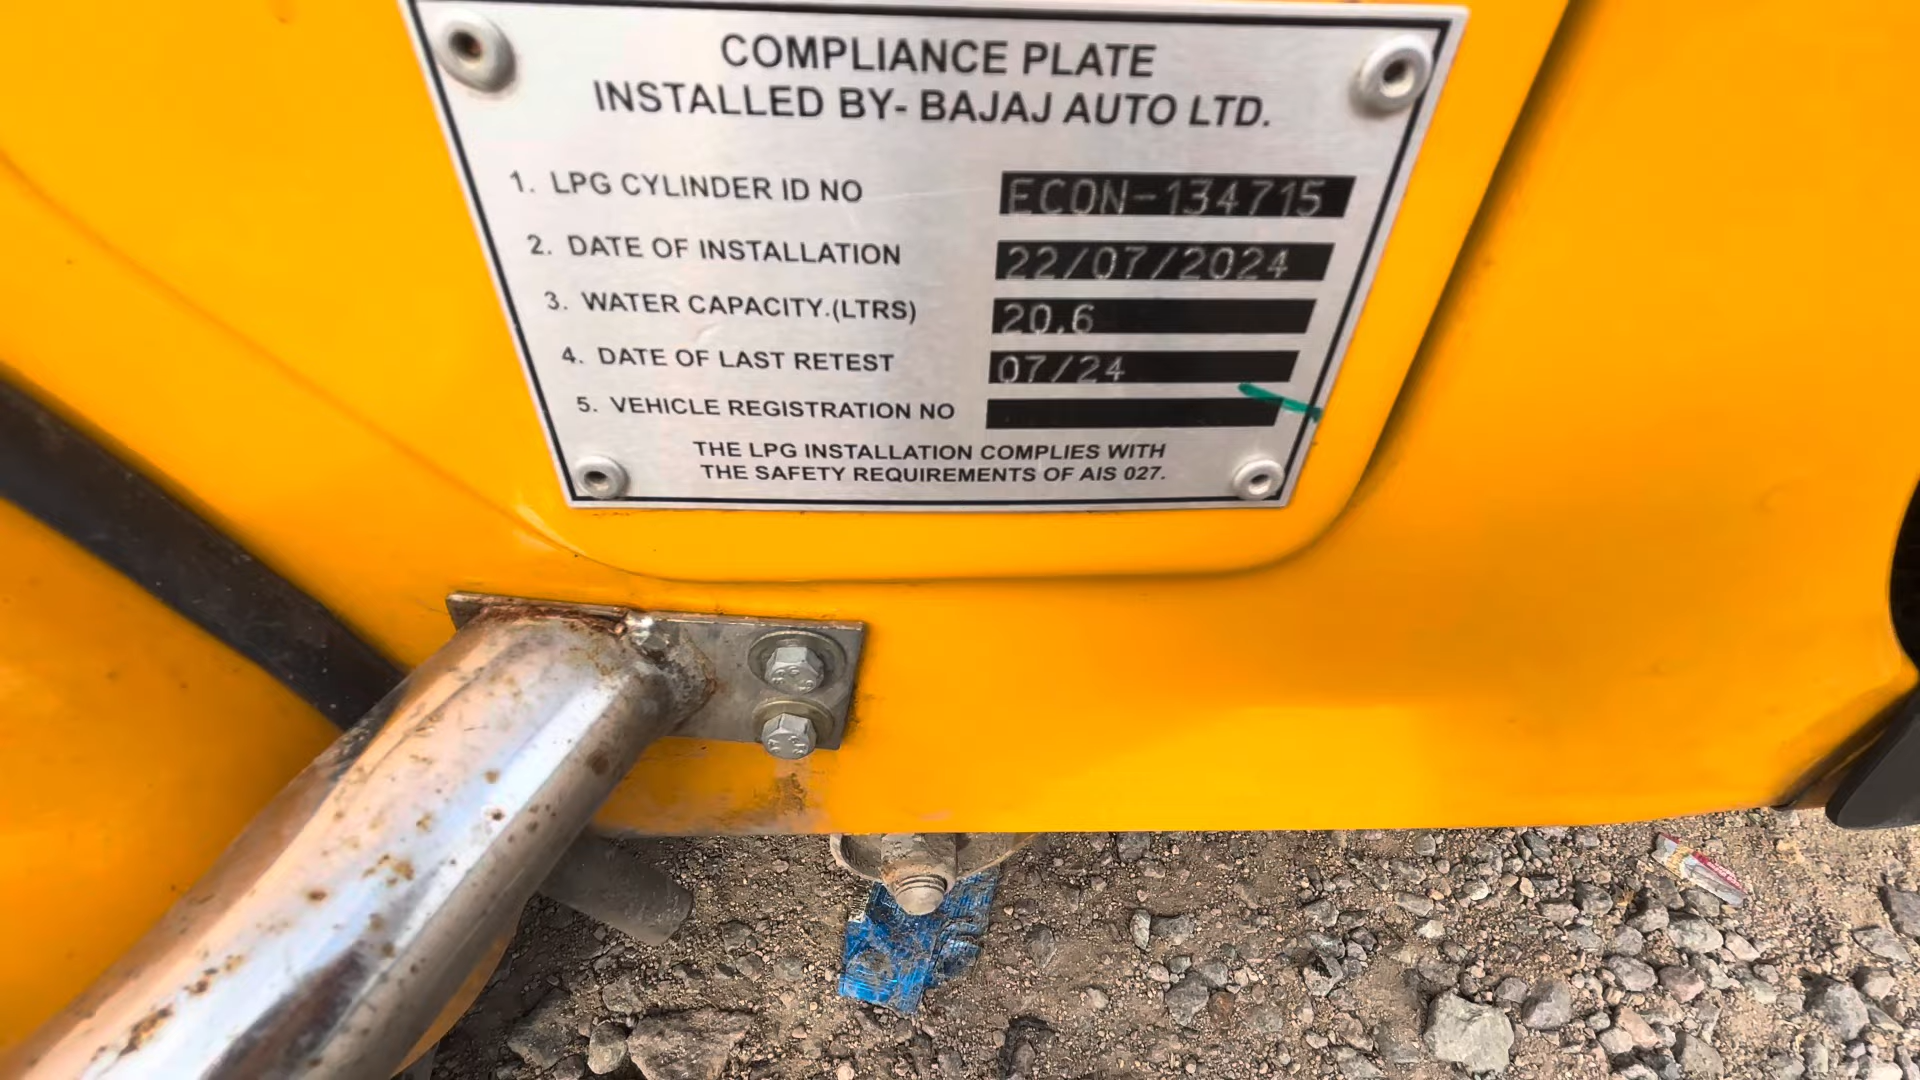 COMPLIANCE PLATE
INSTALLED BY- BAJAJ AUTO LTD.
1. LPG CYLINDER ID NO ECON-134715
2. DATE OF INSTALLATION 22/07/2024
3. WATER CAPACITY.(LTRS) 20.6
4. DATE OF LAST RETEST 07/24
5. VEHICLE REGISTRATION NO
THE LPG INSTALLATION COMPLIES WITH
THE SAFETY REQUIREMENTS OF AIS 027.